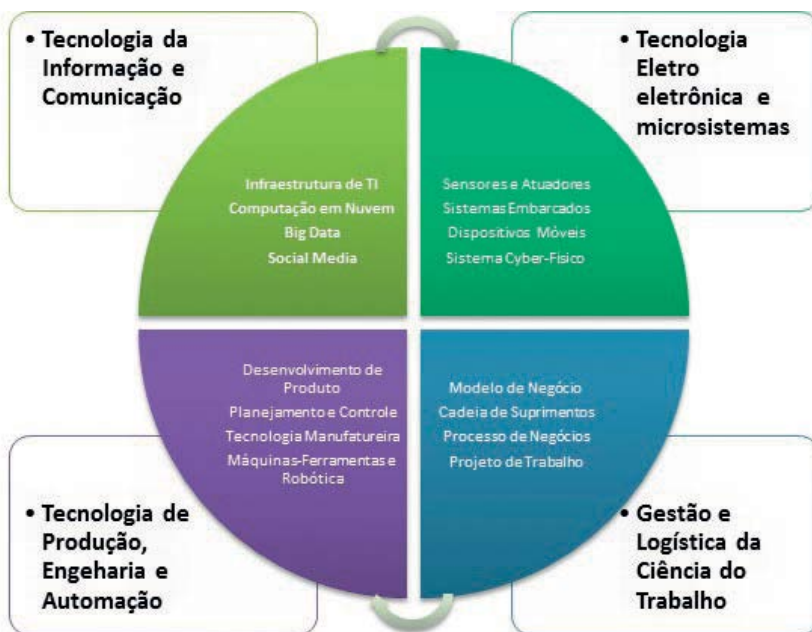 • Tecnologia da
Informação e
Comunicação
• Tecnologia
Eletro
eletrônica e
microsistemas
Infraestrutura de TI
Computação em Nuvem
Big Data
Social Media
Sensores e Atuadores
Sistemas Embarcados
Dispositivos Móveis
Sistema Cyber-Fisico
Desenvolvimento de
Produto
Planejamento e Controle
Tecnologia Manufatureira
Máquinas-Ferramentas e
Robótica
Modelo de Negócio
Cadeia de Suprimentos
Processo de Negócios
Projeto de Trabalho
• Tecnologia de
Produção,
Engeharia e
Automação
• Gestão e
Logística da
Ciência do
Trabalho